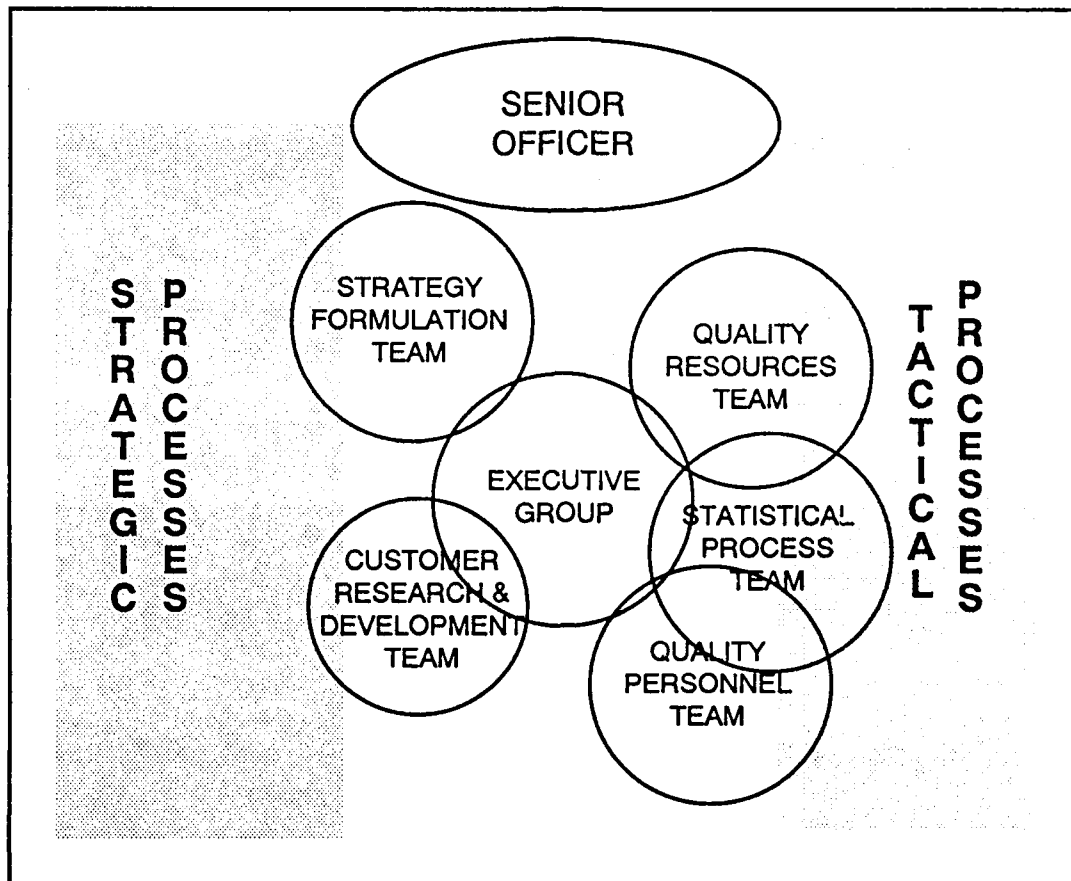 SENIOR
OFFICER
STRATEGIC
PROCESSES
STRATEGY
FORMULATION
TEAM
QUALITY
RESOURCES
TEAM
TACTICAL
PROCESSES
EXECUTIVE
GROUP
STATISTICAL
PROCESS
TEAM
CUSTOMER
RESEARCH &
DEVELOPMENT
TEAM
QUALITY
PERSONNEL
TEAM